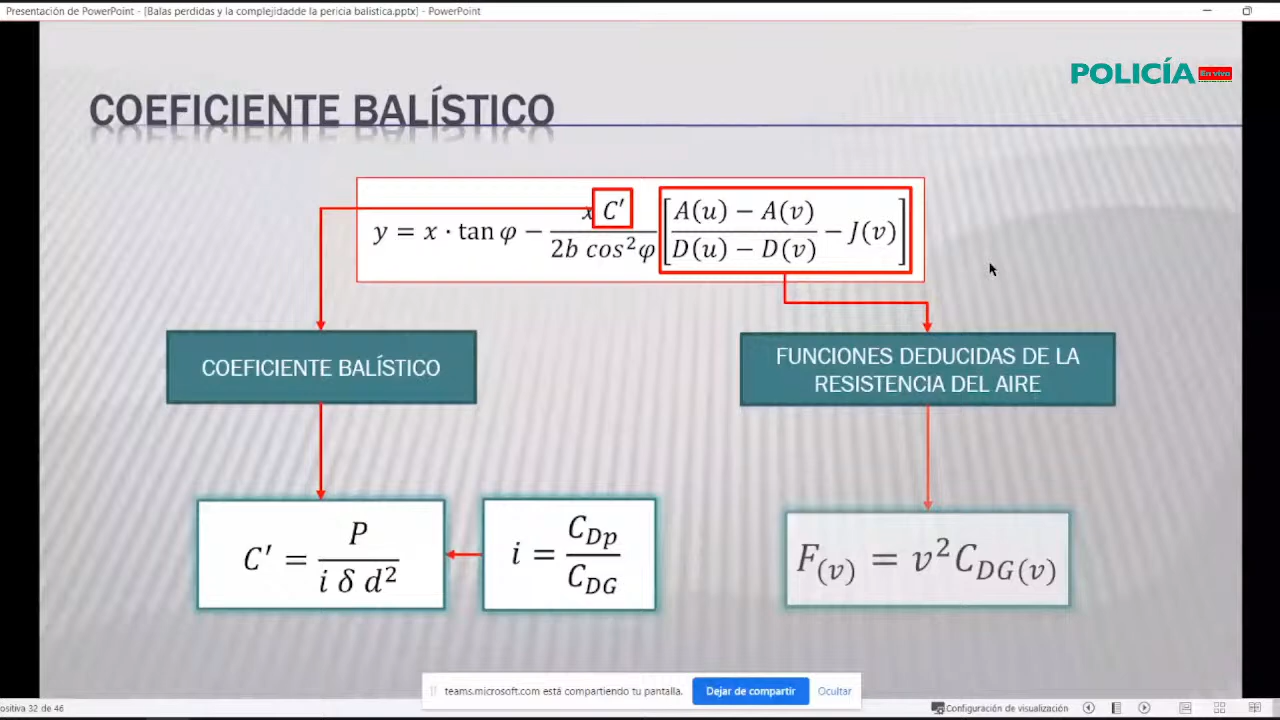 Presentación de PowerPoint - [Balas perdidas y la complejidadde la pericia balistica.pptx] - PowerPoint
POLICÍA En vivo
COEFICIENTE BALÍSTICO
y = x · tan φ − x C′ / 2b cos²φ [A(u) − A(v) / D(u) − D(v) − J(v)]
COEFICIENTE BALÍSTICO
FUNCIONES DEDUCIDAS DE LA
RESISTENCIA DEL AIRE
C′ = P / i δ d²
i = C_Dp / C_DG
F_(v) = v² C_DG(v)
teams.microsoft.com está compartiendo tu pantalla.
Dejar de compartir
Ocultar
ositiva 32 de 46
Configuración de visualización